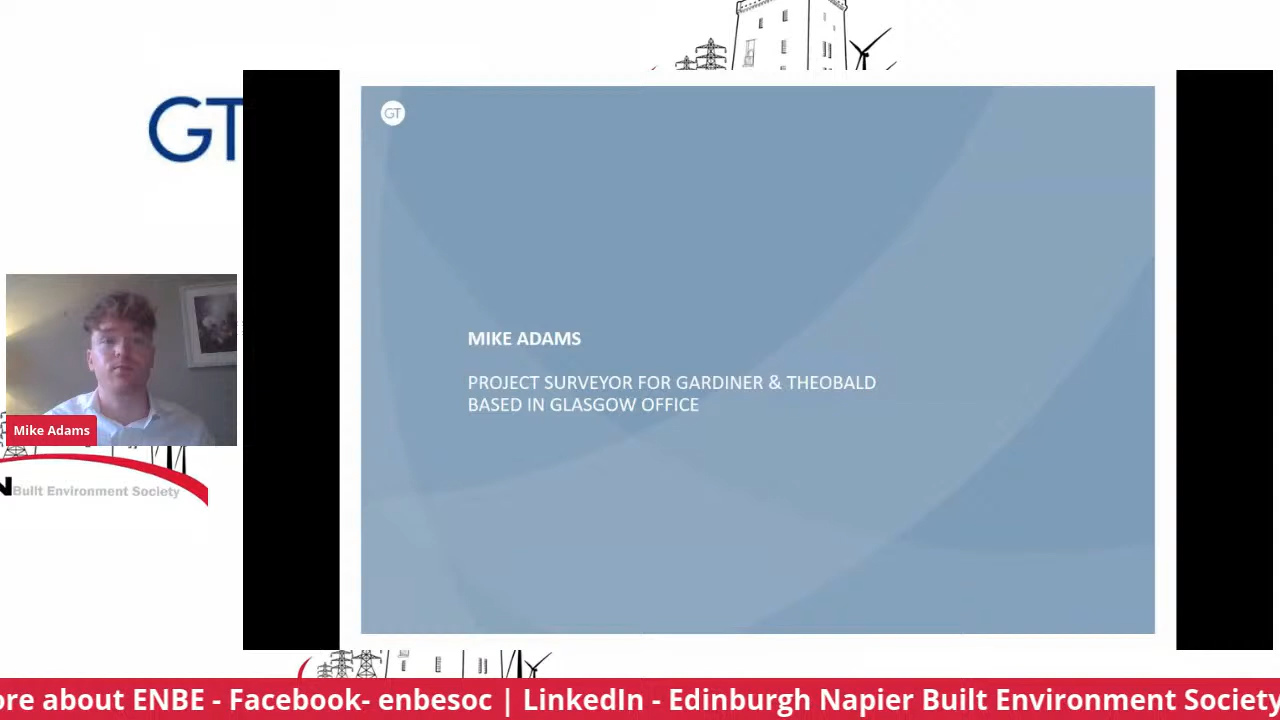 GT
GT
MIKE ADAMS
PROJECT SURVEYOR FOR GARDINER & THEOBALD
BASED IN GLASGOW OFFICE
Mike Adams
N Built Environment Society
ore about ENBE - Facebook- enbesoc | LinkedIn - Edinburgh Napier Built Environment Society